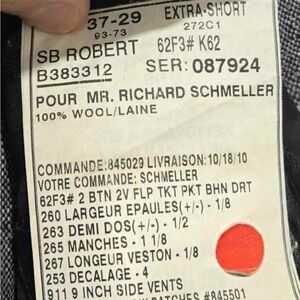 37-29 EXTRA-SHORT
93-73 272C1
SB ROBERT 62F3# K62
B383312 SER: 087924
POUR MR. RICHARD SCHMELLER
100% WOOL/LAINE
COMMANDE:845029 LIVRAISON:10/18/10
VOTRE COMMANDE: SCHMELLER
62F3# 2 BTN 2V FLP TKT PKT BHN DRT
260 LARGEUR EPAULES(+/-) - 1/8
263 DEMI DOS(+/-) - 1/2
265 MANCHES - 1 1/8
267 LONGUEUR VESTON - 1/8
253 DECALAGE - 4
911 9 INCH SIDE VENTS
#845501